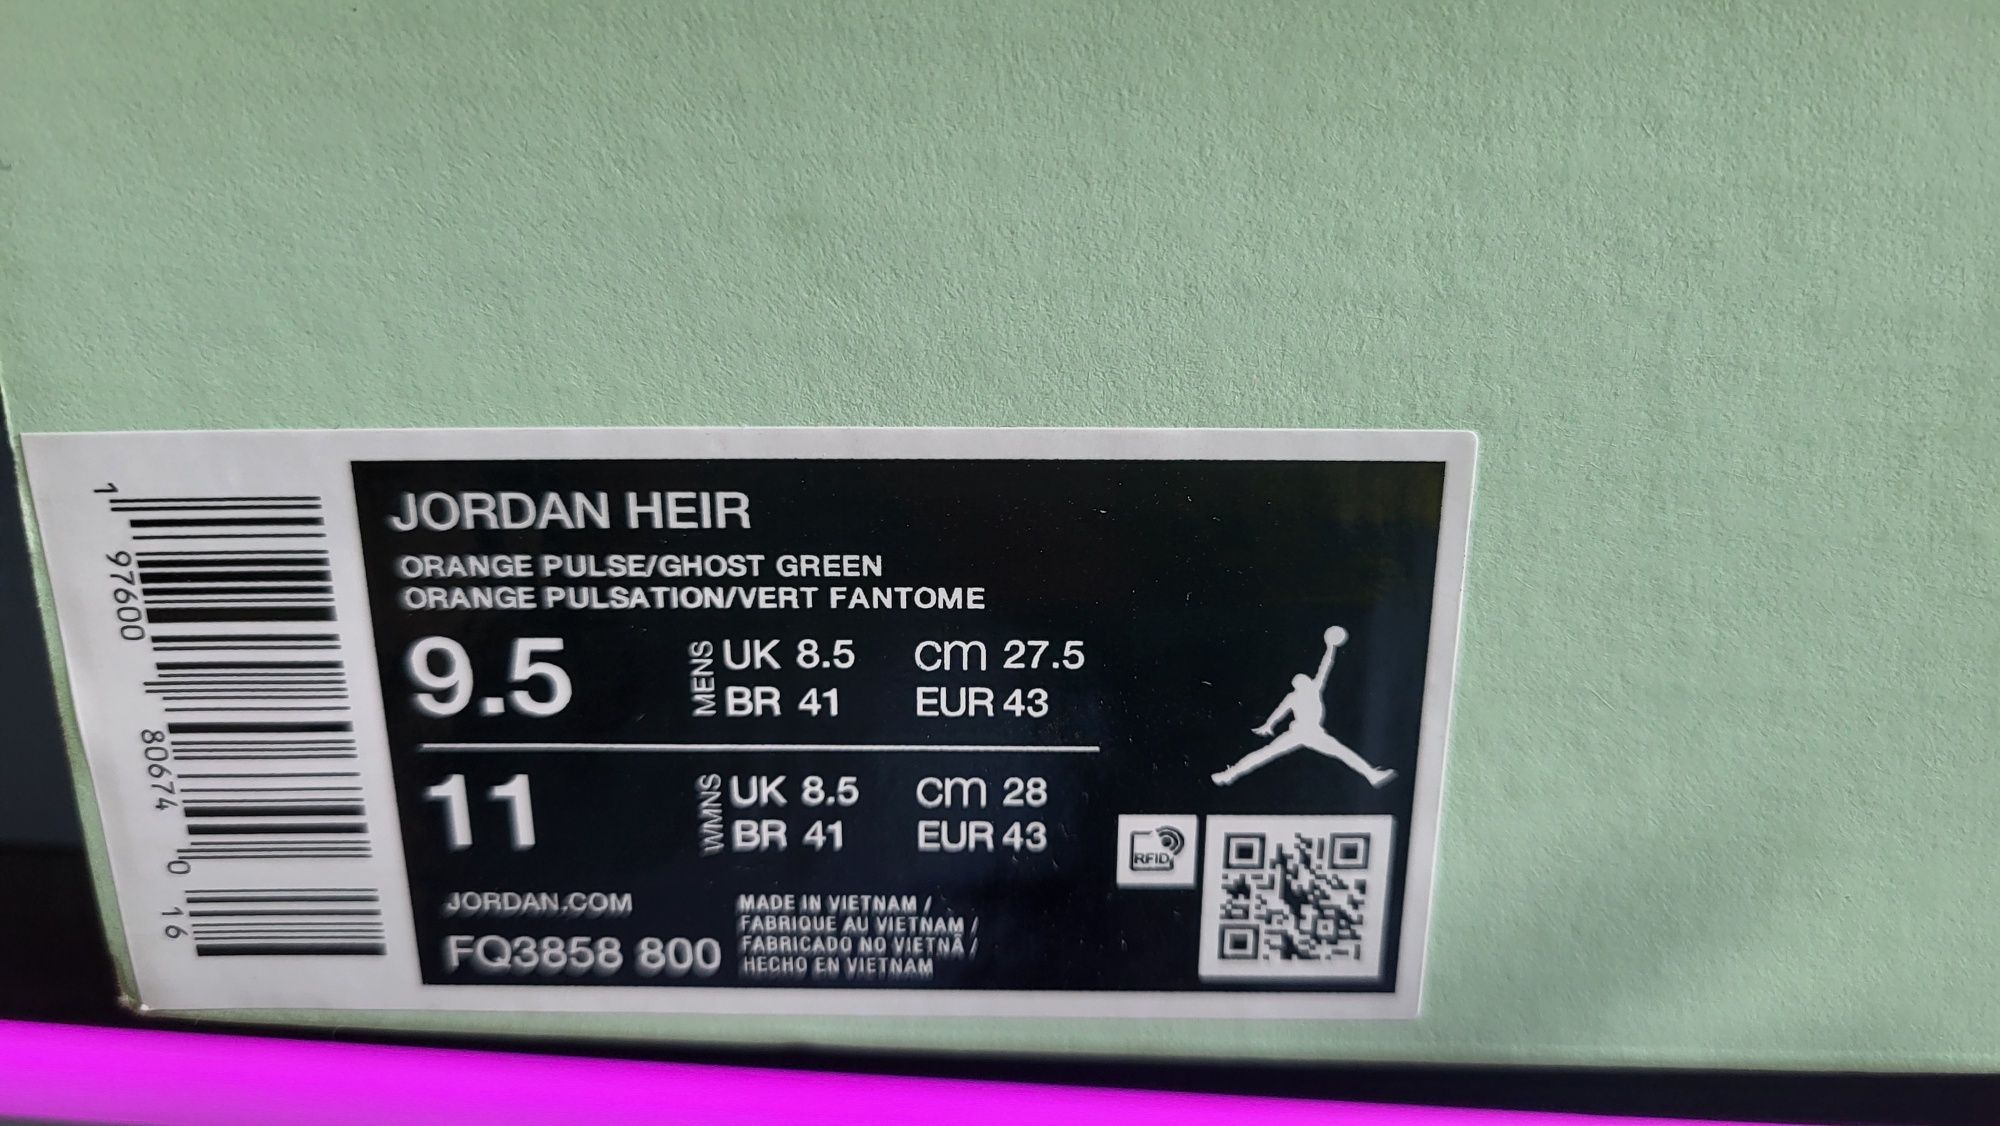 JORDAN HEIR
ORANGE PULSE/GHOST GREEN
ORANGE PULSATION/VERT FANTOME
9.5 MENS UK 8.5 CM 27.5
BR 41 EUR 43
11 WMNS UK 8.5 CM 28
BR 41 EUR 43
JORDAN.COM
FQ3858 800
MADE IN VIETNAM /
FABRIQUE AU VIETNAM /
FABRICADO NO VIETNÃ /
HECHO EN VIETNAM
RFID
1 97600 80674 0 16